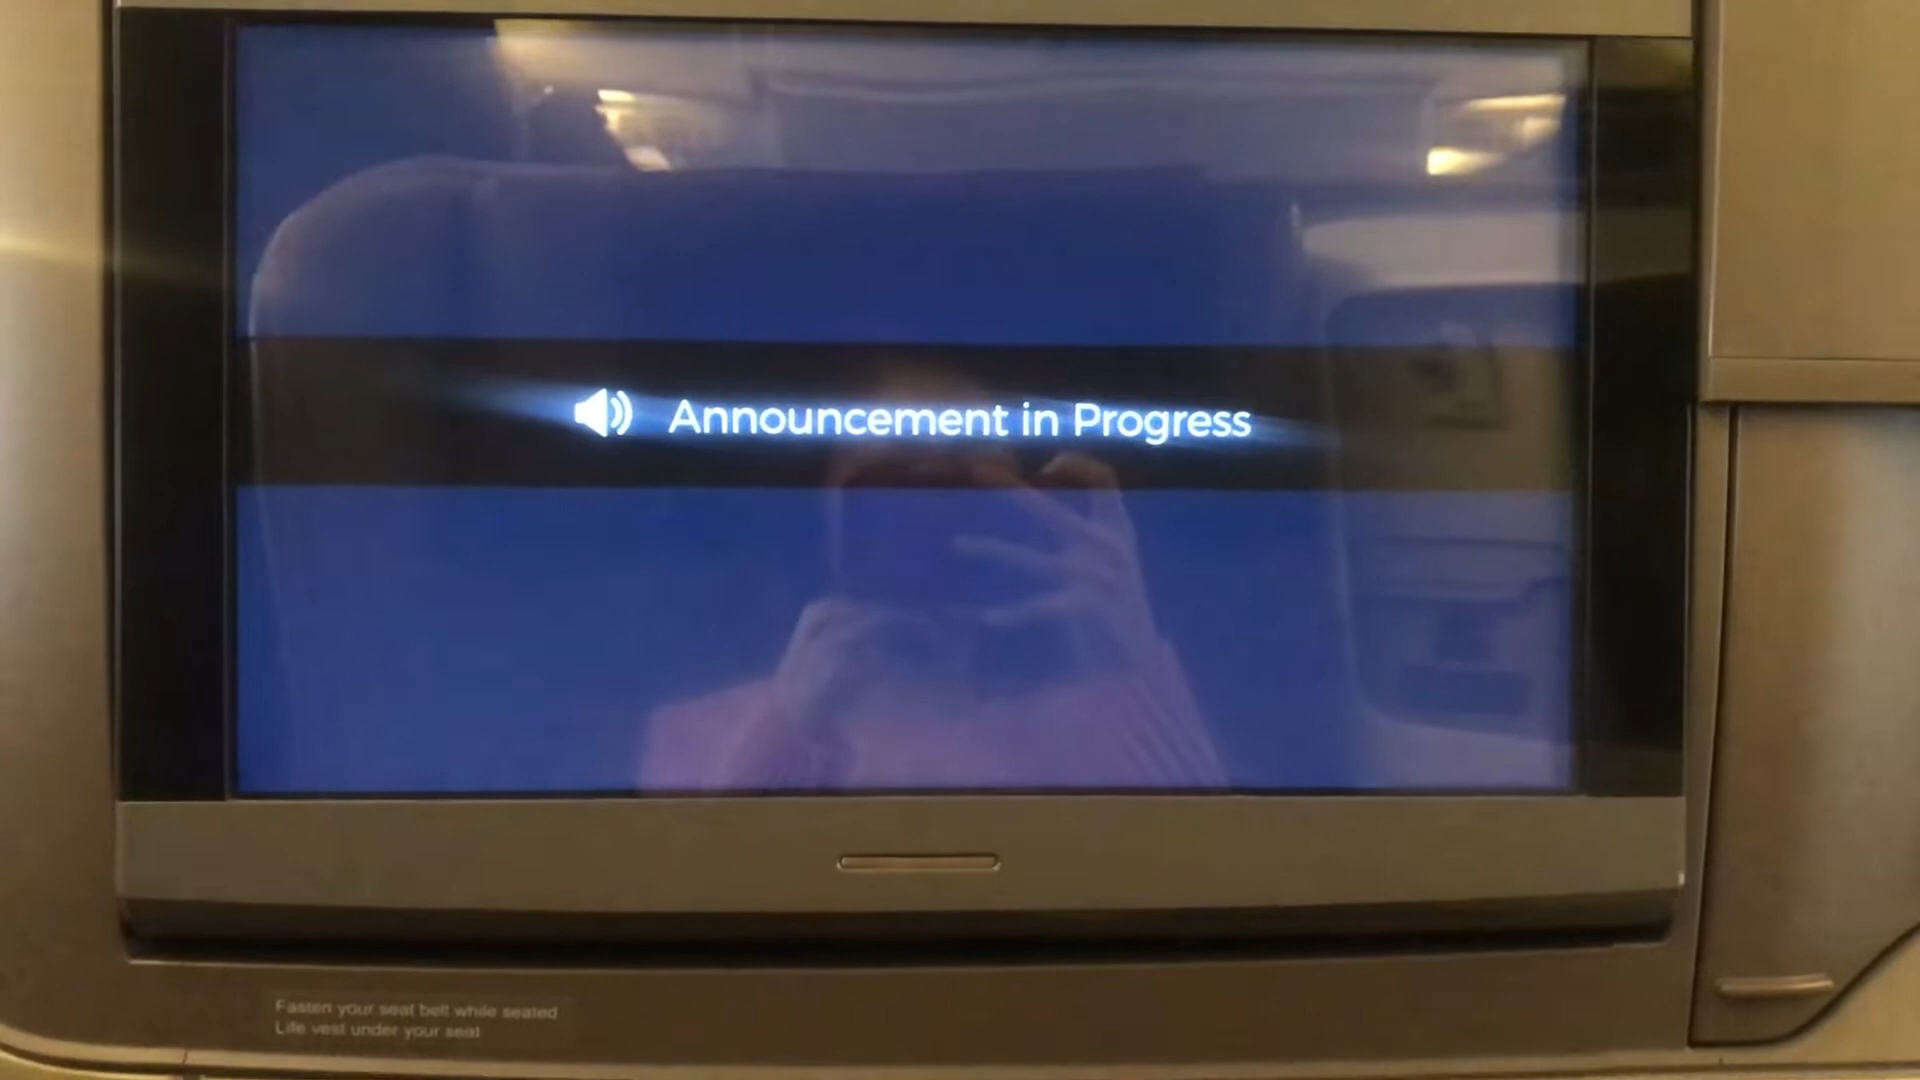 Announcement in Progress
Fasten your seat belt while seated
Life vest under your seat